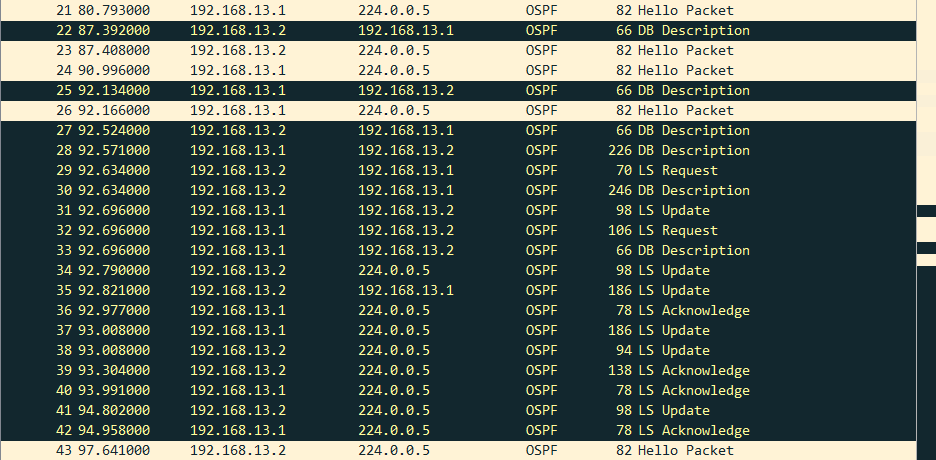 21 80.793000 192.168.13.1 224.0.0.5 OSPF 82 Hello Packet
22 87.392000 192.168.13.2 192.168.13.1 OSPF 66 DB Description
23 87.408000 192.168.13.2 224.0.0.5 OSPF 82 Hello Packet
24 90.996000 192.168.13.1 224.0.0.5 OSPF 82 Hello Packet
25 92.134000 192.168.13.1 192.168.13.2 OSPF 66 DB Description
26 92.166000 192.168.13.1 224.0.0.5 OSPF 82 Hello Packet
27 92.524000 192.168.13.2 192.168.13.1 OSPF 66 DB Description
28 92.571000 192.168.13.1 192.168.13.2 OSPF 226 DB Description
29 92.634000 192.168.13.2 192.168.13.1 OSPF 70 LS Request
30 92.634000 192.168.13.2 192.168.13.1 OSPF 246 DB Description
31 92.696000 192.168.13.1 192.168.13.2 OSPF 98 LS Update
32 92.696000 192.168.13.1 192.168.13.2 OSPF 106 LS Request
33 92.696000 192.168.13.1 192.168.13.2 OSPF 66 DB Description
34 92.790000 192.168.13.2 224.0.0.5 OSPF 98 LS Update
35 92.821000 192.168.13.2 192.168.13.1 OSPF 186 LS Update
36 92.977000 192.168.13.1 224.0.0.5 OSPF 78 LS Acknowledge
37 93.008000 192.168.13.1 224.0.0.5 OSPF 186 LS Update
38 93.008000 192.168.13.2 224.0.0.5 OSPF 94 LS Update
39 93.304000 192.168.13.2 224.0.0.5 OSPF 138 LS Acknowledge
40 93.991000 192.168.13.1 224.0.0.5 OSPF 78 LS Acknowledge
41 94.802000 192.168.13.2 224.0.0.5 OSPF 98 LS Update
42 94.958000 192.168.13.1 224.0.0.5 OSPF 78 LS Acknowledge
43 97.641000 192.168.13.2 224.0.0.5 OSPF 82 Hello Packet